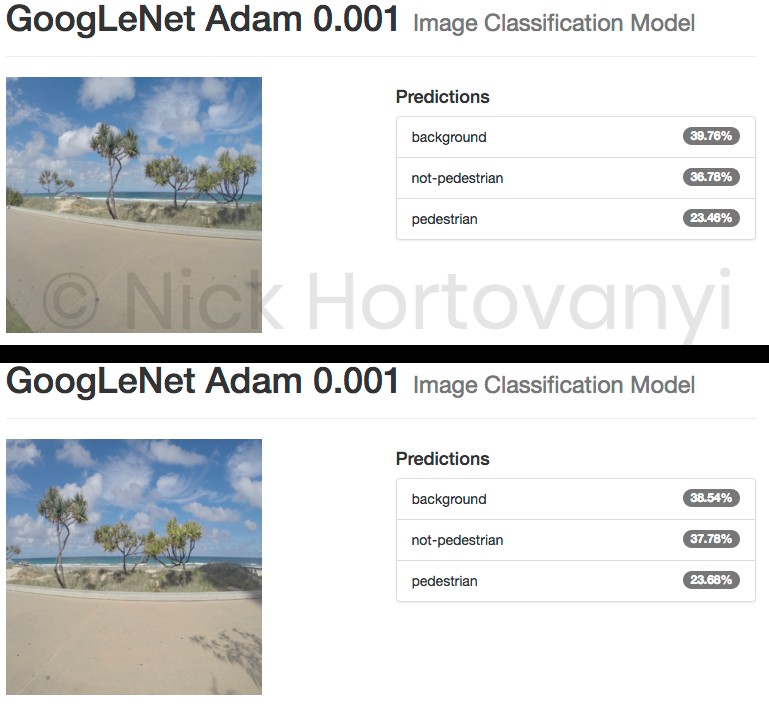 GoogLeNet Adam 0.001 Image Classification Model
Predictions
background 39.76%
not-pedestrian 36.78%
pedestrian 23.46%
© Nick Hortovanyi
GoogLeNet Adam 0.001 Image Classification Model
Predictions
background 38.54%
not-pedestrian 37.78%
pedestrian 23.68%